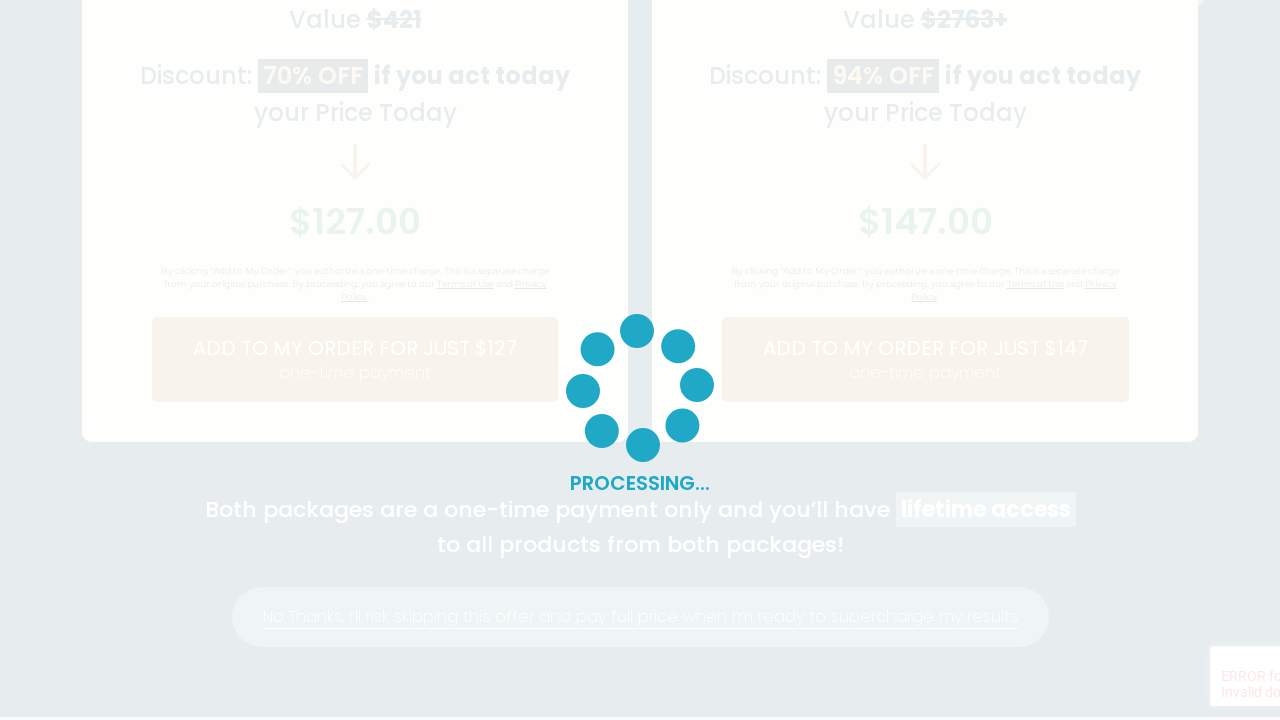 Value $421
Discount: 70% OFF if you act today
your Price Today
$127.00
By clicking "Add to My Order", you authorize a one-time charge. This is a separate charge
from your original purchase. By proceeding, you agree to our Terms of Use and Privacy
Policy
ADD TO MY ORDER FOR JUST $127
one-time payment
Value $2763+
Discount: 94% OFF if you act today
your Price Today
$147.00
By clicking "Add to My Order", you authorize a one-time charge. This is a separate charge
from your original purchase. By proceeding, you agree to our Terms of Use and Privacy
Policy
ADD TO MY ORDER FOR JUST $147
one-time payment
PROCESSING...
Both packages are a one-time payment only and you'll have lifetime access
to all products from both packages!
No Thanks, I'll risk skipping this offer and pay full price when I'm ready to supercharge my results
ERROR
Invalid